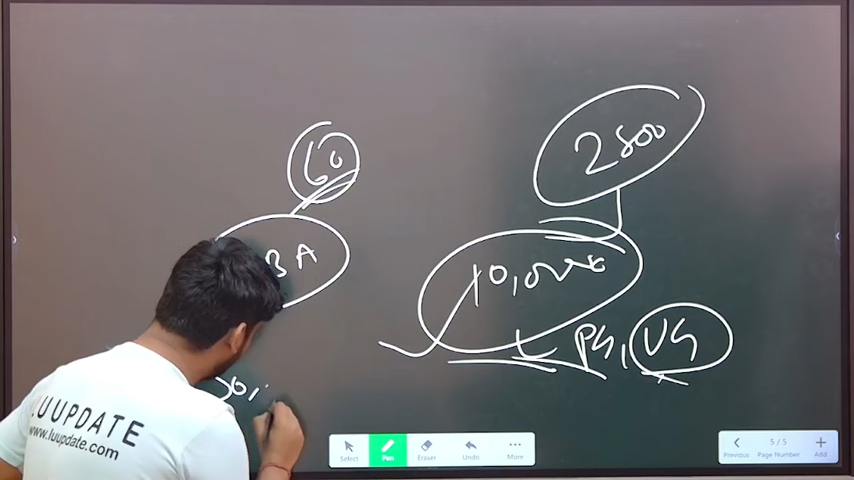 60
2800
BA
10,000
PG, UG
joi
LUUPDATE
www.luupdate.com
Select
Pen
Eraser
Undo
More
Previous
5/5
Page Number
Add